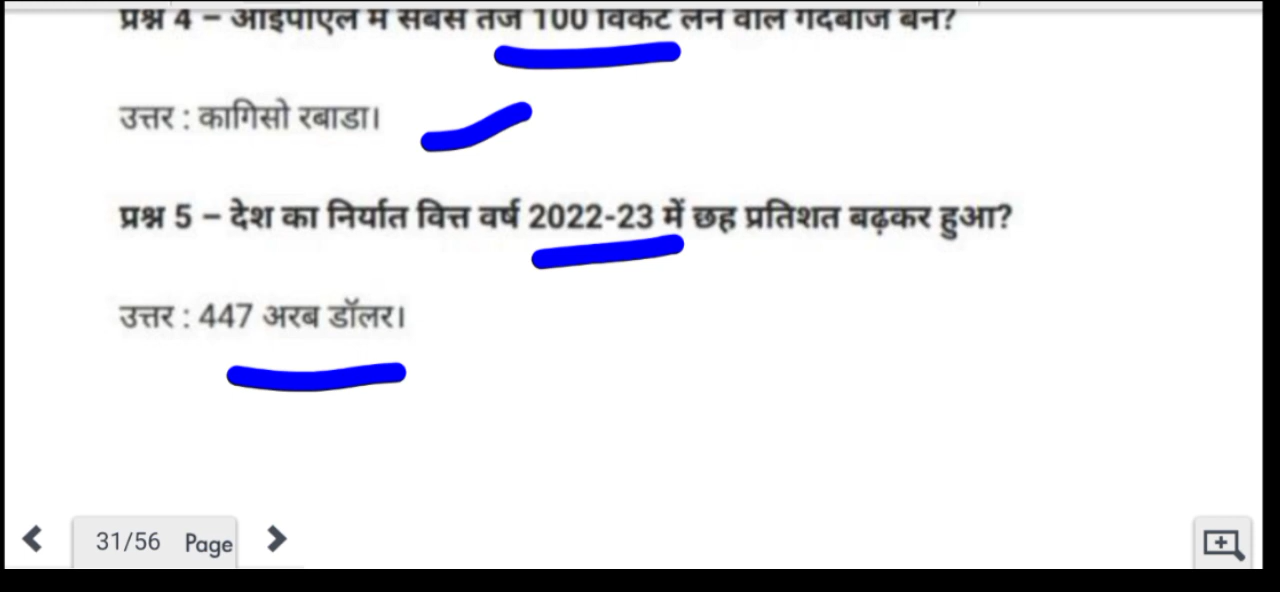 प्रश्न 4 – आईपीएल में सबसे तेज 100 विकेट लेने वाले गेंदबाज बने?
उत्तर : कागिसो रबाडा।
प्रश्न 5 – देश का निर्यात वित्त वर्ष 2022-23 में छह प्रतिशत बढ़कर हुआ?
उत्तर : 447 अरब डॉलर।
31/56 Page